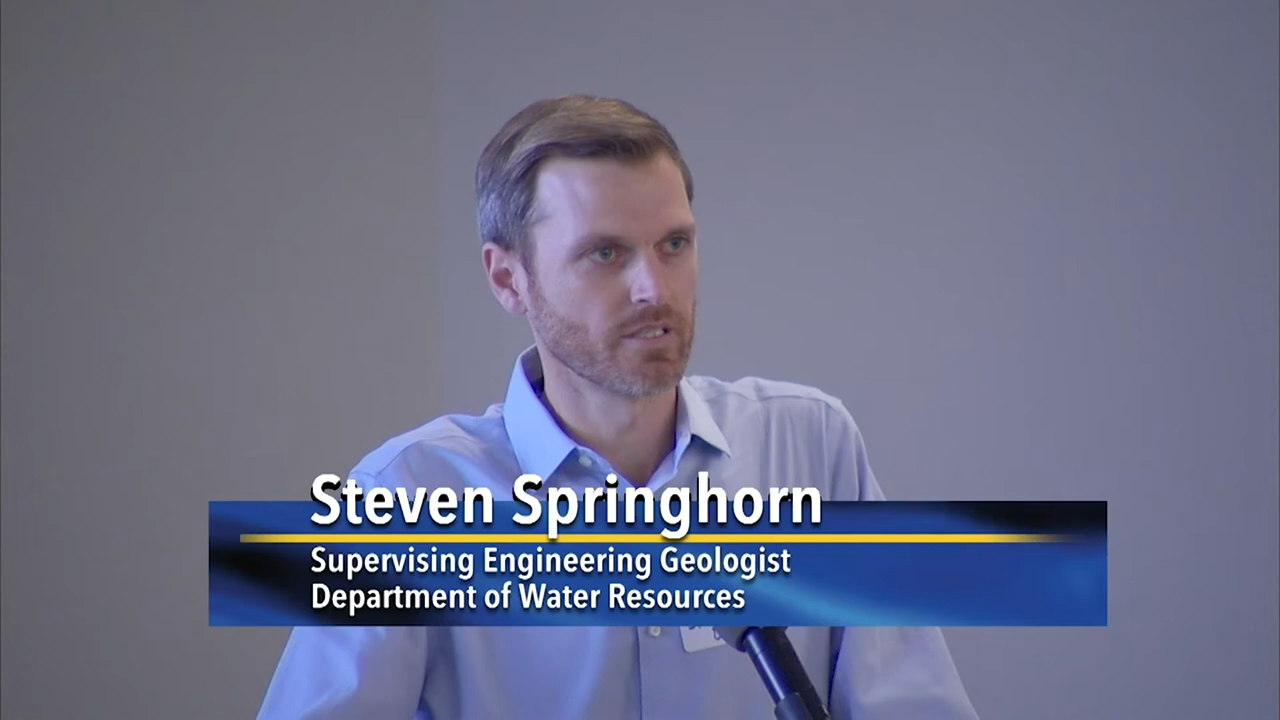 Steven Springhorn
Supervising Engineering Geologist
Department of Water Resources